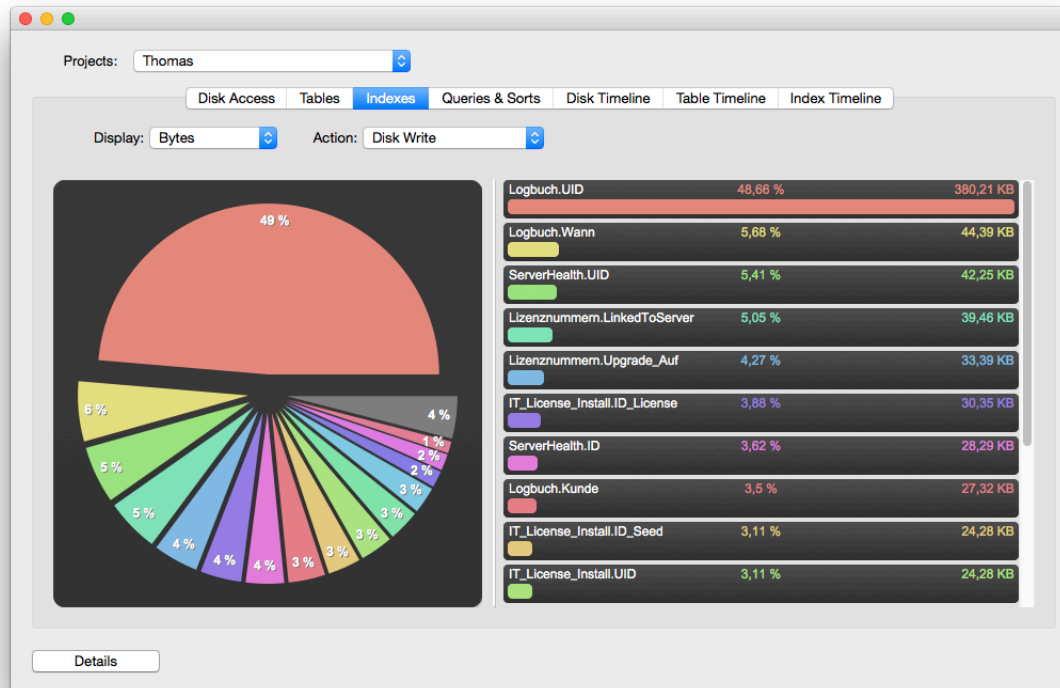 Projects: Thomas
Disk Access Tables Indexes Queries & Sorts Disk Timeline Table Timeline Index Timeline
Display: Bytes Action: Disk Write
49 %
6 %
5 %
5 %
4 %
4 %
4 %
3 %
3 %
3 %
3 %
3 %
2 %
2 %
1 %
4 %
Logbuch.UID 48,66 % 380,21 KB
Logbuch.Wann 5,68 % 44,39 KB
ServerHealth.UID 5,41 % 42,25 KB
Lizenznummern.LinkedToServer 5,05 % 39,46 KB
Lizenznummern.Upgrade_Auf 4,27 % 33,39 KB
IT_License_Install.ID_License 3,88 % 30,35 KB
ServerHealth.ID 3,62 % 28,29 KB
Logbuch.Kunde 3,5 % 27,32 KB
IT_License_Install.ID_Seed 3,11 % 24,28 KB
IT_License_Install.UID 3,11 % 24,28 KB
Details